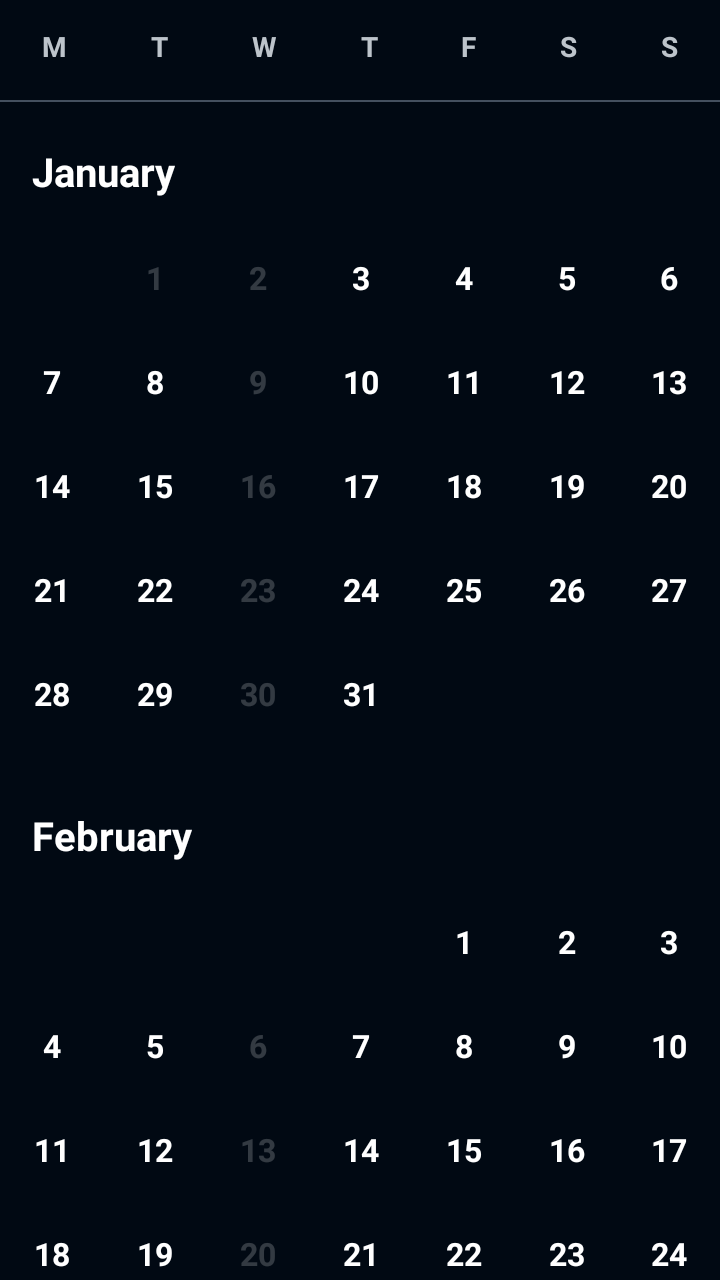 M T W T F S S
January
1 2 3 4 5 6
7 8 9 10 11 12 13
14 15 16 17 18 19 20
21 22 23 24 25 26 27
28 29 30 31
February
1 2 3
4 5 6 7 8 9 10
11 12 13 14 15 16 17
18 19 20 21 22 23 24